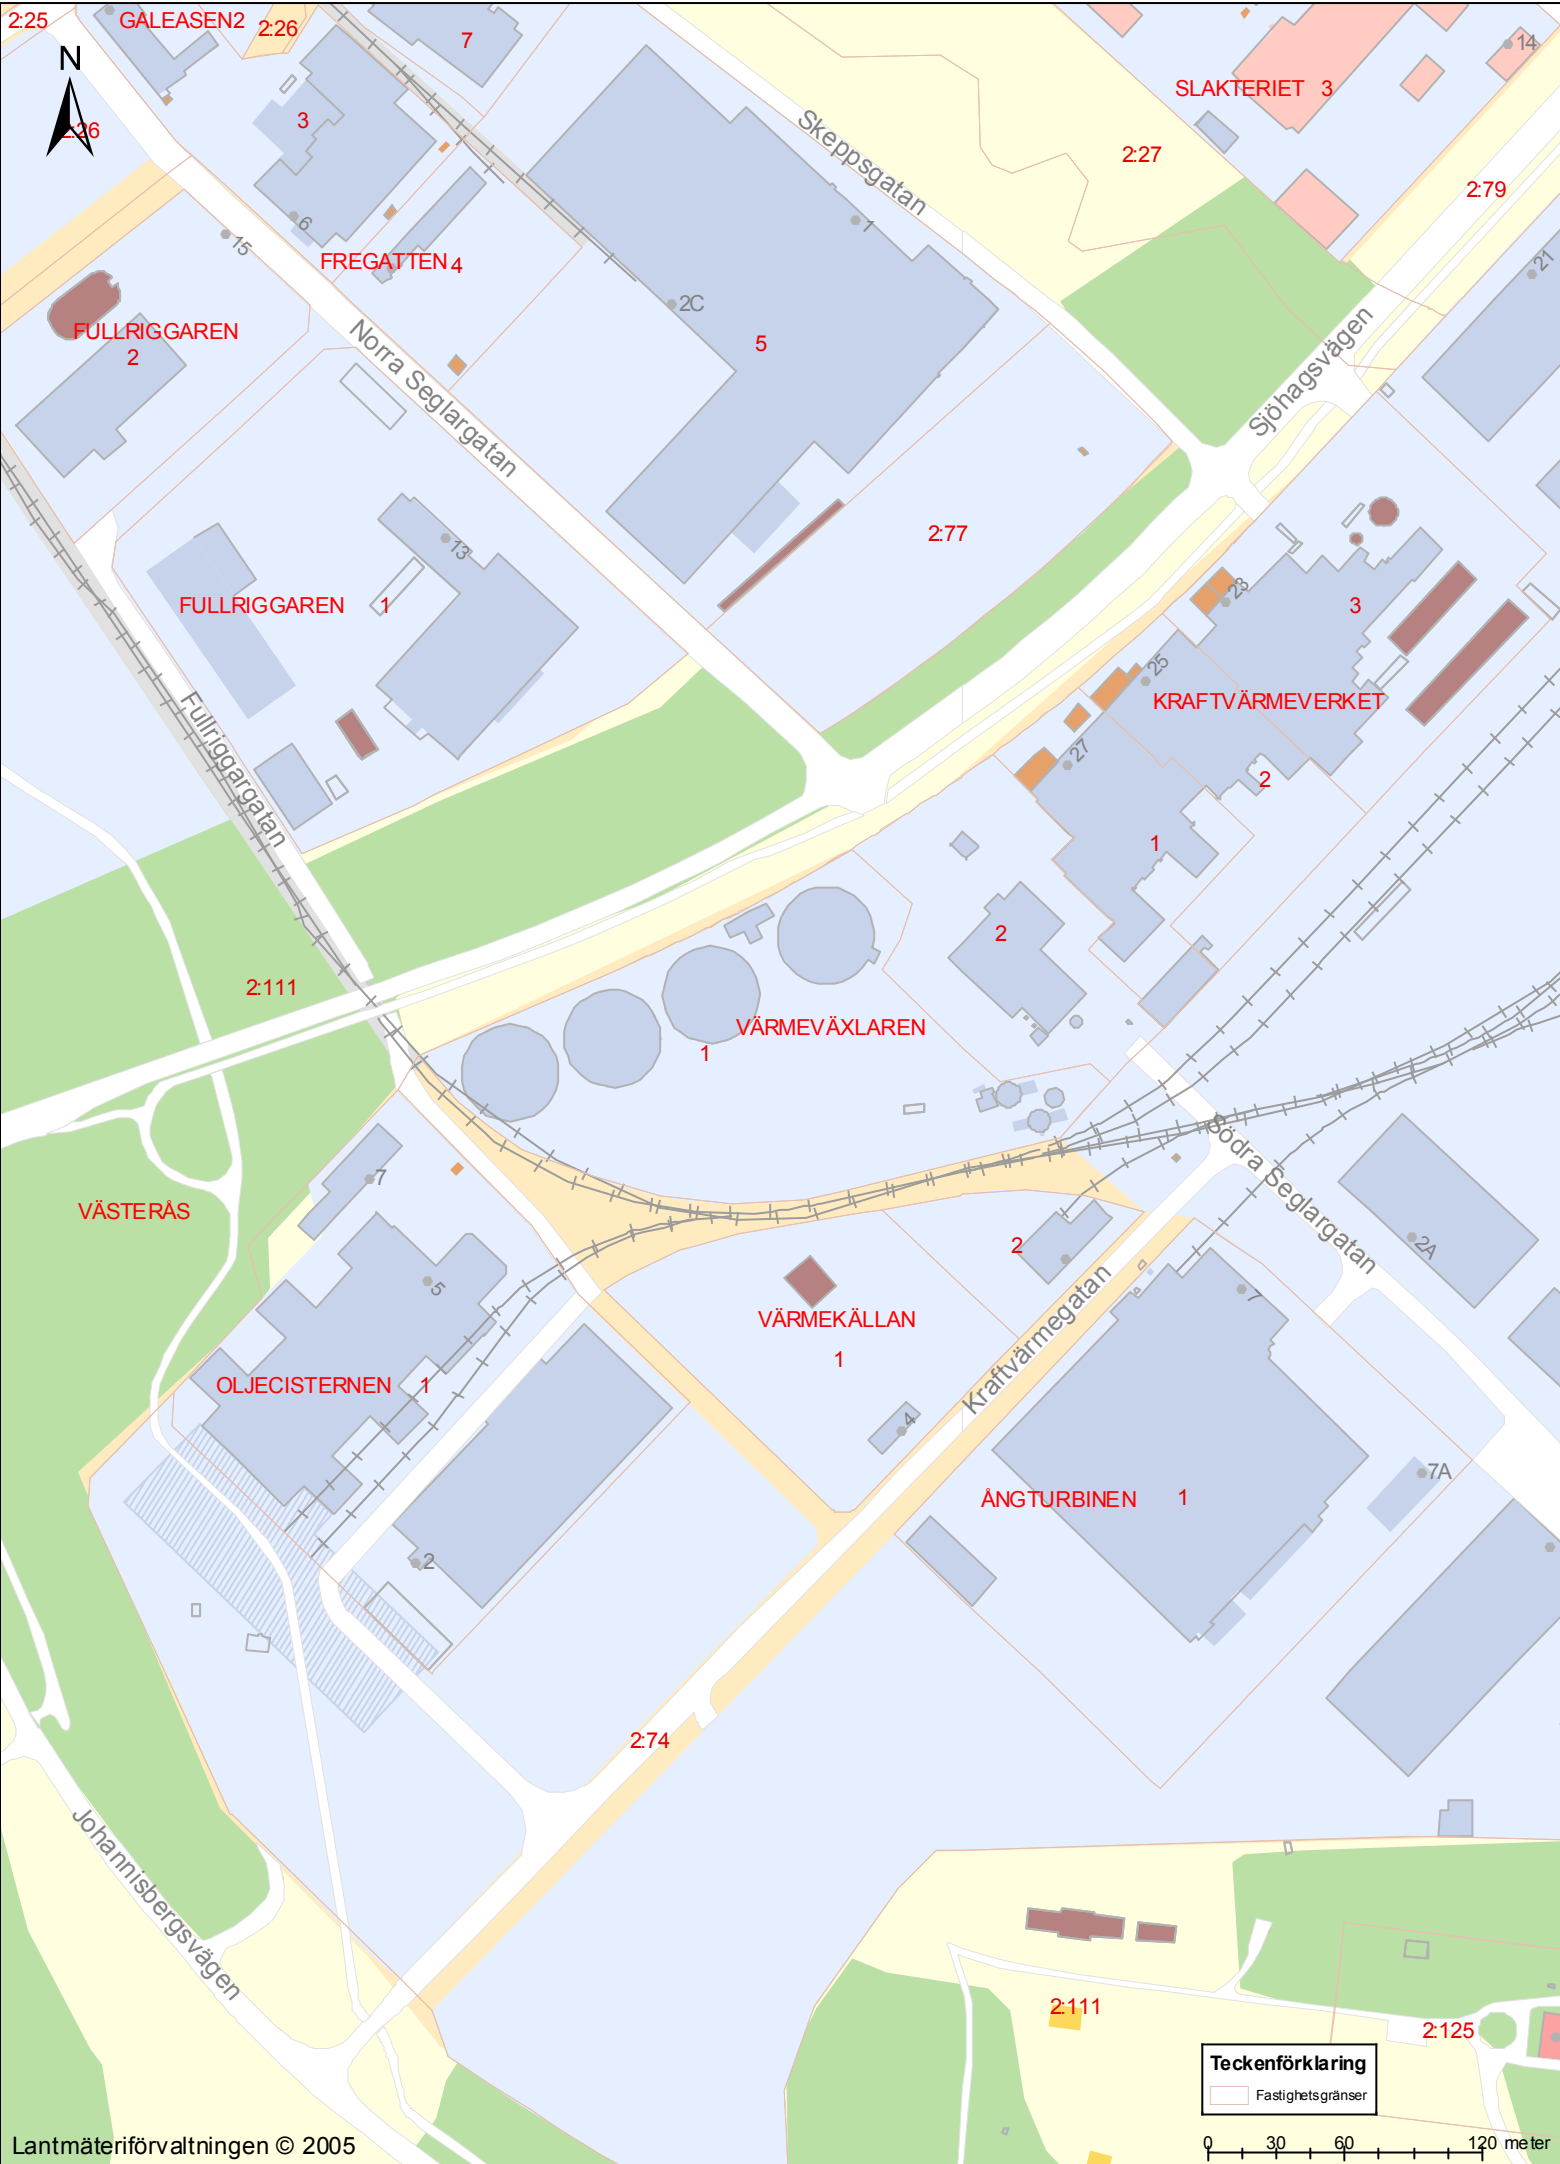 2:25
GALEASEN 2
2:26
7
14
SLAKTERIET 3
N
2:26
3
Skeppsgatan
2:27
2:79
6
15
1
21
FREGATTEN 4
2C
FULLRIGGAREN
2
Norra Seglargatan
5
Sjöhagsvägen
13
2:77
FULLRIGGAREN 1
23
3
25
KRAFTVÄRMEVERKET
Fullriggargatan
27
2
1
2
2:111
VÄRMEVÄXLAREN
1
Södra Seglargatan
7
VÄSTERÅS
2
2A
5
7
VÄRMEKÄLLAN
1
Kraftvärmegatan
OLJECISTERNEN 1
4
7A
ÅNGTURBINEN 1
2
2:74
Johannisbergsvägen
2:111
2:125
Teckenförklaring
Fastighetsgränser
Lantmäteriförvaltningen © 2005
0 30 60 120 meter